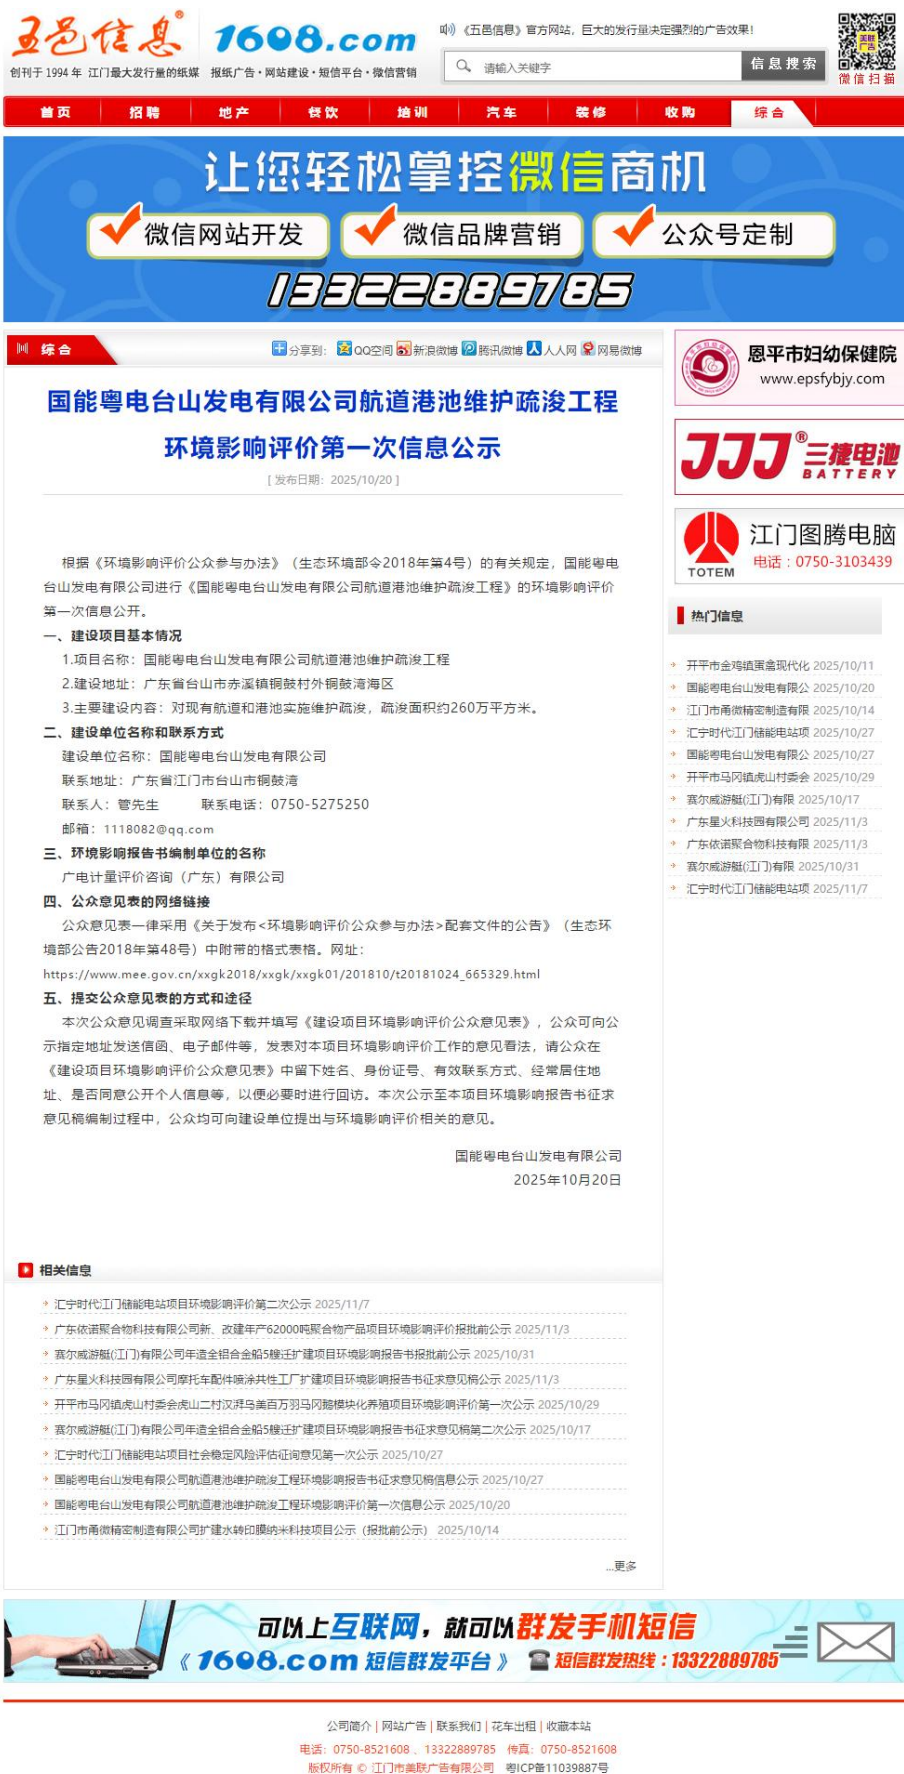 五邑信息®
1608.com
创刊于 1994 年 江门最大发行量的纸媒 报纸广告·网站建设·短信平台·微信营销
《五邑信息》官方网站，巨大的发行量决定强烈的广告效果!
请输入关键字
信息搜索
美联广告
微信扫描
首页 招聘 地产 餐饮 培训 汽车 装修 收购 综合
让您轻松掌控微信商机
微信网站开发 微信品牌营销 公众号定制
13322889785
综合
分享到： QQ空间 新浪微博 腾讯微博 人人网 网易微博
国能粤电台山发电有限公司航道港池维护疏浚工程
环境影响评价第一次信息公示
[ 发布日期：2025/10/20 ]
根据《环境影响评价公众参与办法》（生态环境部令2018年第4号）的有关规定，国能粤电
台山发电有限公司进行《国能粤电台山发电有限公司航道港池维护疏浚工程》的环境影响评价
第一次信息公开。
一、建设项目基本情况
1.项目名称：国能粤电台山发电有限公司航道港池维护疏浚工程
2.建设地址：广东省台山市赤溪镇铜鼓村外铜鼓湾海区
3.主要建设内容：对现有航道和港池实施维护疏浚，疏浚面积约260万平方米。
二、建设单位名称和联系方式
建设单位名称：国能粤电台山发电有限公司
联系地址：广东省江门市台山市铜鼓湾
联系人：管先生 联系电话：0750-5275250
邮箱：1118082@qq.com
三、环境影响报告书编制单位的名称
广电计量评价咨询（广东）有限公司
四、公众意见表的网络链接
公众意见表一律采用《关于发布<环境影响评价公众参与办法>配套文件的公告》（生态环
境部公告2018年第48号）中附带的格式表格。网址：
https://www.mee.gov.cn/xxgk2018/xxgk/xxgk01/201810/t20181024_665329.html
五、提交公众意见表的方式和途径
本次公众意见调查采取网络下载并填写《建设项目环境影响评价公众意见表》，公众可向公
示指定地址发送信函、电子邮件等，发表对本项目环境影响评价工作的意见看法，请公众在
《建设项目环境影响评价公众意见表》中留下姓名、身份证号、有效联系方式、经常居住地
址、是否同意公开个人信息等，以便必要时进行回访。本次公示至本项目环境影响报告书征求
意见稿编制过程中，公众均可向建设单位提出与环境影响评价相关的意见。
国能粤电台山发电有限公司
2025年10月20日
恩平市妇幼保健院
www.epsfybjy.com
JJJ® 三捷电池
BATTERY
TOTEM
江门图腾电脑
电话：0750-3103439
热门信息
开平市金鸡镇蛋禽现代化 2025/10/11
国能粤电台山发电有限公 2025/10/20
江门市甬微精密制造有限 2025/10/14
汇宁时代江门储能电站项 2025/10/27
国能粤电台山发电有限公 2025/10/27
开平市马冈镇虎山村委会 2025/10/29
赛尔威游艇(江门)有限 2025/10/17
广东星火科技园有限公司 2025/11/3
广东依诺聚合物科技有限 2025/11/3
赛尔威游艇(江门)有限 2025/10/31
汇宁时代江门储能电站项 2025/11/7
相关信息
汇宁时代江门储能电站项目环境影响评价第二次公示 2025/11/7
广东依诺聚合物科技有限公司新、改建年产62000吨聚合物产品项目环境影响评价报批前公示 2025/11/3
赛尔威游艇(江门)有限公司年造全铝合金船5艘迁扩建项目环境影响报告书报批前公示 2025/10/31
广东星火科技园有限公司摩托车配件喷涂共性工厂扩建项目环境影响报告书征求意见稿公示 2025/11/3
开平市马冈镇虎山村委会虎山二村汉湃乌美百万羽马冈鹅模块化养殖项目环境影响评价第一次公示 2025/10/29
赛尔威游艇(江门)有限公司年造全铝合金船5艘迁扩建项目环境影响报告书征求意见稿第二次公示 2025/10/17
汇宁时代江门储能电站项目社会稳定风险评估征询意见第一次公示 2025/10/27
国能粤电台山发电有限公司航道港池维护疏浚工程环境影响报告书征求意见稿信息公示 2025/10/27
国能粤电台山发电有限公司航道港池维护疏浚工程环境影响评价第一次信息公示 2025/10/20
江门市甬微精密制造有限公司扩建水转印膜纳米科技项目公示（报批前公示） 2025/10/14
...更多
可以上互联网，就可以群发手机短信
《1608.com 短信群发平台》 短信群发热线：13322889785
公司简介 | 网站广告 | 联系我们 | 花车出租 | 收藏本站
电话：0750-8521608 、13322889785 传真：0750-8521608
版权所有 © 江门市美联广告有限公司 粤ICP备11039887号